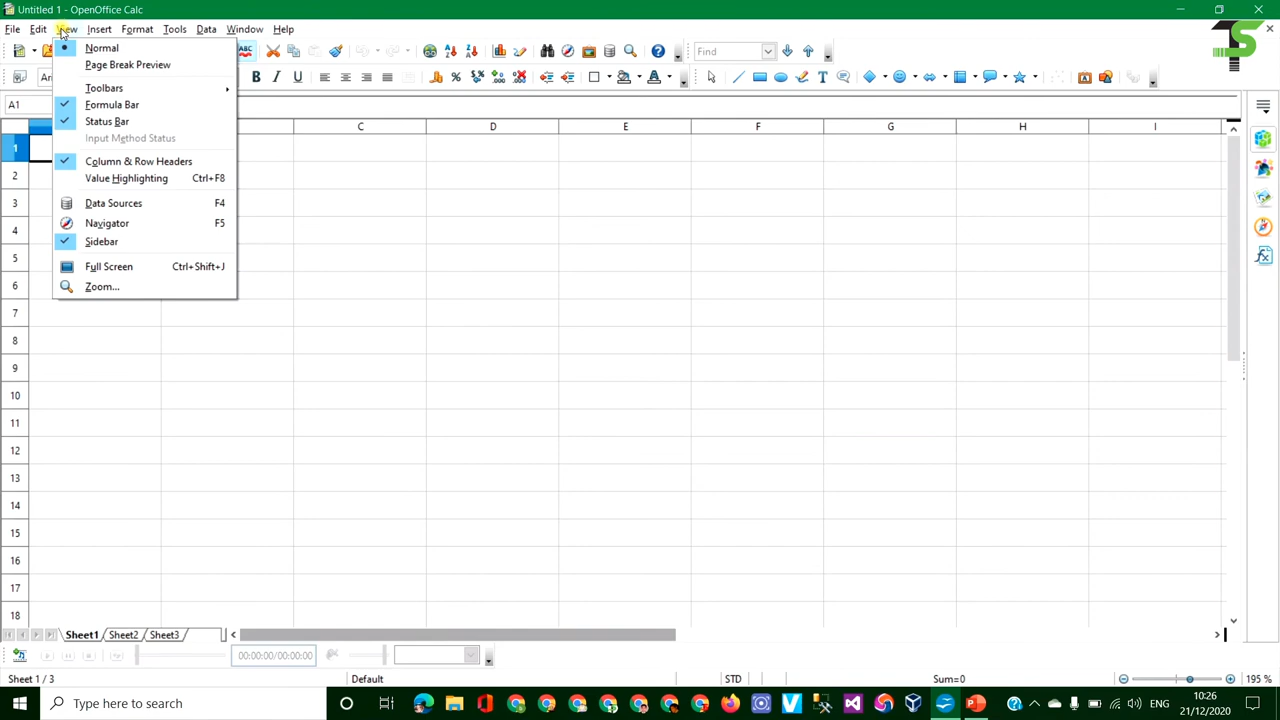 Untitled 1 - OpenOffice Calc
File Edit View Insert Format Tools Data Window Help
TS
Normal
Page Break Preview
Toolbars
Formula Bar
Status Bar
Input Method Status
Column & Row Headers
Value Highlighting Ctrl+F8
Data Sources F4
Navigator F5
Sidebar
Full Screen Ctrl+Shift+J
Zoom...
ABC
Find
A1
C D E F G H I
1
2
3
4
5
6
7
8
9
10
11
12
13
14
15
16
17
18
Sheet1 Sheet2 Sheet3
00:00:00/00:00:00
Sheet 1 / 3 Default STD Sum=0 195 %
Type here to search
ENG
10:26
21/12/2020